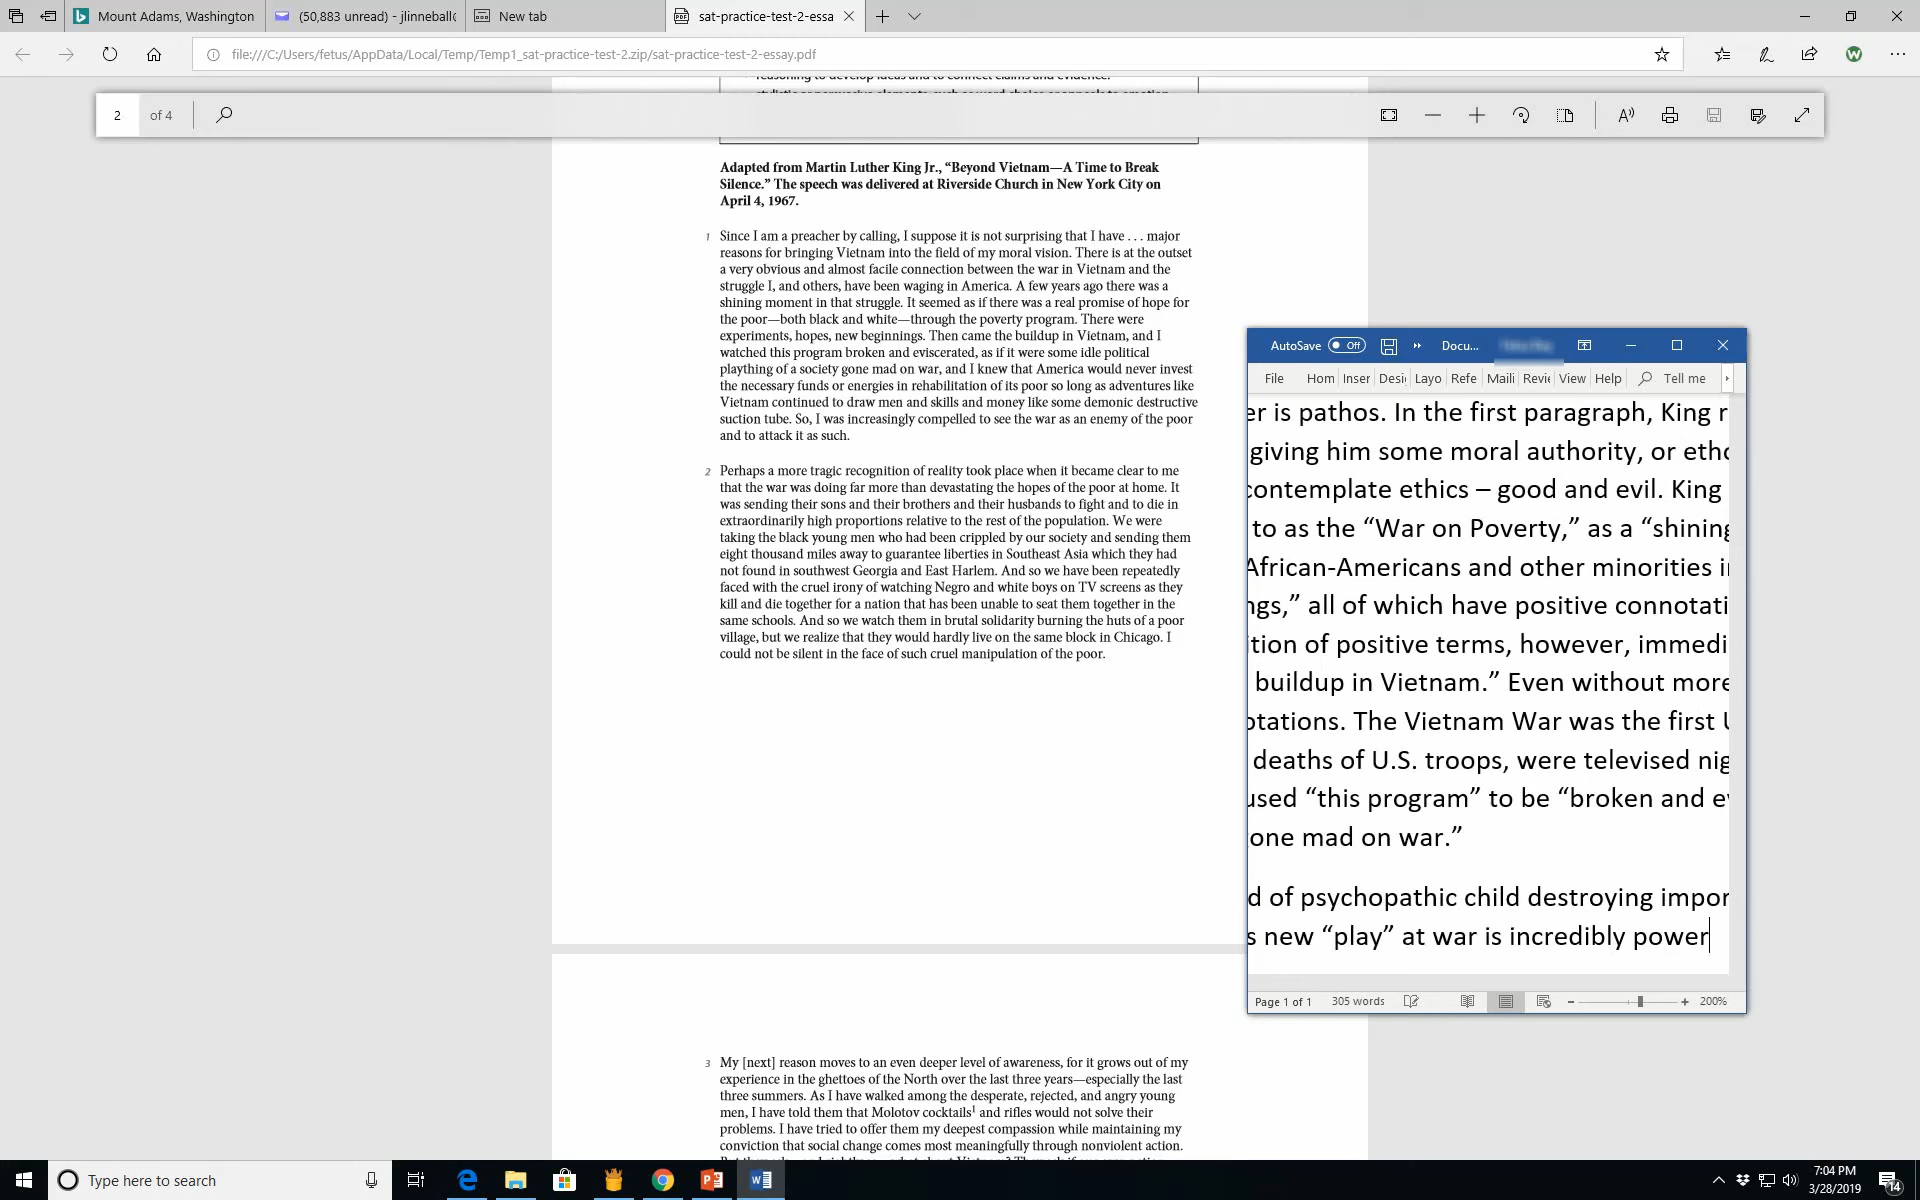 Mount Adams, Washington
(50,883 unread) - jlinneball
New tab
sat-practice-test-2-essa
file:///C:/Users/fetus/AppData/Local/Temp/Temp1_sat-practice-test-2.zip/sat-practice-test-2-essay.pdf
W
reasoning to develop ideas and to connect claims and evidence.
stylistic or persuasive elements, such as word choice or appeals to emotion,
2 of 4
Adapted from Martin Luther King Jr., “Beyond Vietnam—A Time to Break
Silence.” The speech was delivered at Riverside Church in New York City on
April 4, 1967.
1 Since I am a preacher by calling, I suppose it is not surprising that I have . . . major
reasons for bringing Vietnam into the field of my moral vision. There is at the outset
a very obvious and almost facile connection between the war in Vietnam and the
struggle I, and others, have been waging in America. A few years ago there was a
shining moment in that struggle. It seemed as if there was a real promise of hope for
the poor—both black and white—through the poverty program. There were
experiments, hopes, new beginnings. Then came the buildup in Vietnam, and I
watched this program broken and eviscerated, as if it were some idle political
plaything of a society gone mad on war, and I knew that America would never invest
the necessary funds or energies in rehabilitation of its poor so long as adventures like
Vietnam continued to draw men and skills and money like some demonic destructive
suction tube. So, I was increasingly compelled to see the war as an enemy of the poor
and to attack it as such.
2 Perhaps a more tragic recognition of reality took place when it became clear to me
that the war was doing far more than devastating the hopes of the poor at home. It
was sending their sons and their brothers and their husbands to fight and to die in
extraordinarily high proportions relative to the rest of the population. We were
taking the black young men who had been crippled by our society and sending them
eight thousand miles away to guarantee liberties in Southeast Asia which they had
not found in southwest Georgia and East Harlem. And so we have been repeatedly
faced with the cruel irony of watching Negro and white boys on TV screens as they
kill and die together for a nation that has been unable to seat them together in the
same schools. And so we watch them in brutal solidarity burning the huts of a poor
village, but we realize that they would hardly live on the same block in Chicago. I
could not be silent in the face of such cruel manipulation of the poor.
3 My [next] reason moves to an even deeper level of awareness, for it grows out of my
experience in the ghettoes of the North over the last three years—especially the last
three summers. As I have walked among the desperate, rejected, and angry young
men, I have told them that Molotov cocktails1 and rifles would not solve their
problems. I have tried to offer them my deepest compassion while maintaining my
conviction that social change comes most meaningfully through nonviolent action.
AutoSave Off Docu...
File Hom Inser Desi Layo Refe Maili Revie View Help Tell me
er is pathos. In the first paragraph, King r
giving him some moral authority, or etho
contemplate ethics – good and evil. King
to as the “War on Poverty,” as a “shining
African-Americans and other minorities in
ngs,” all of which have positive connotati
ition of positive terms, however, immedi
buildup in Vietnam.” Even without more
otations. The Vietnam War was the first U
deaths of U.S. troops, were televised nig
used “this program” to be “broken and ev
one mad on war.”
d of psychopathic child destroying impor
s new “play” at war is incredibly power
Page 1 of 1 305 words 200%
Type here to search
7:04 PM
3/28/2019
14